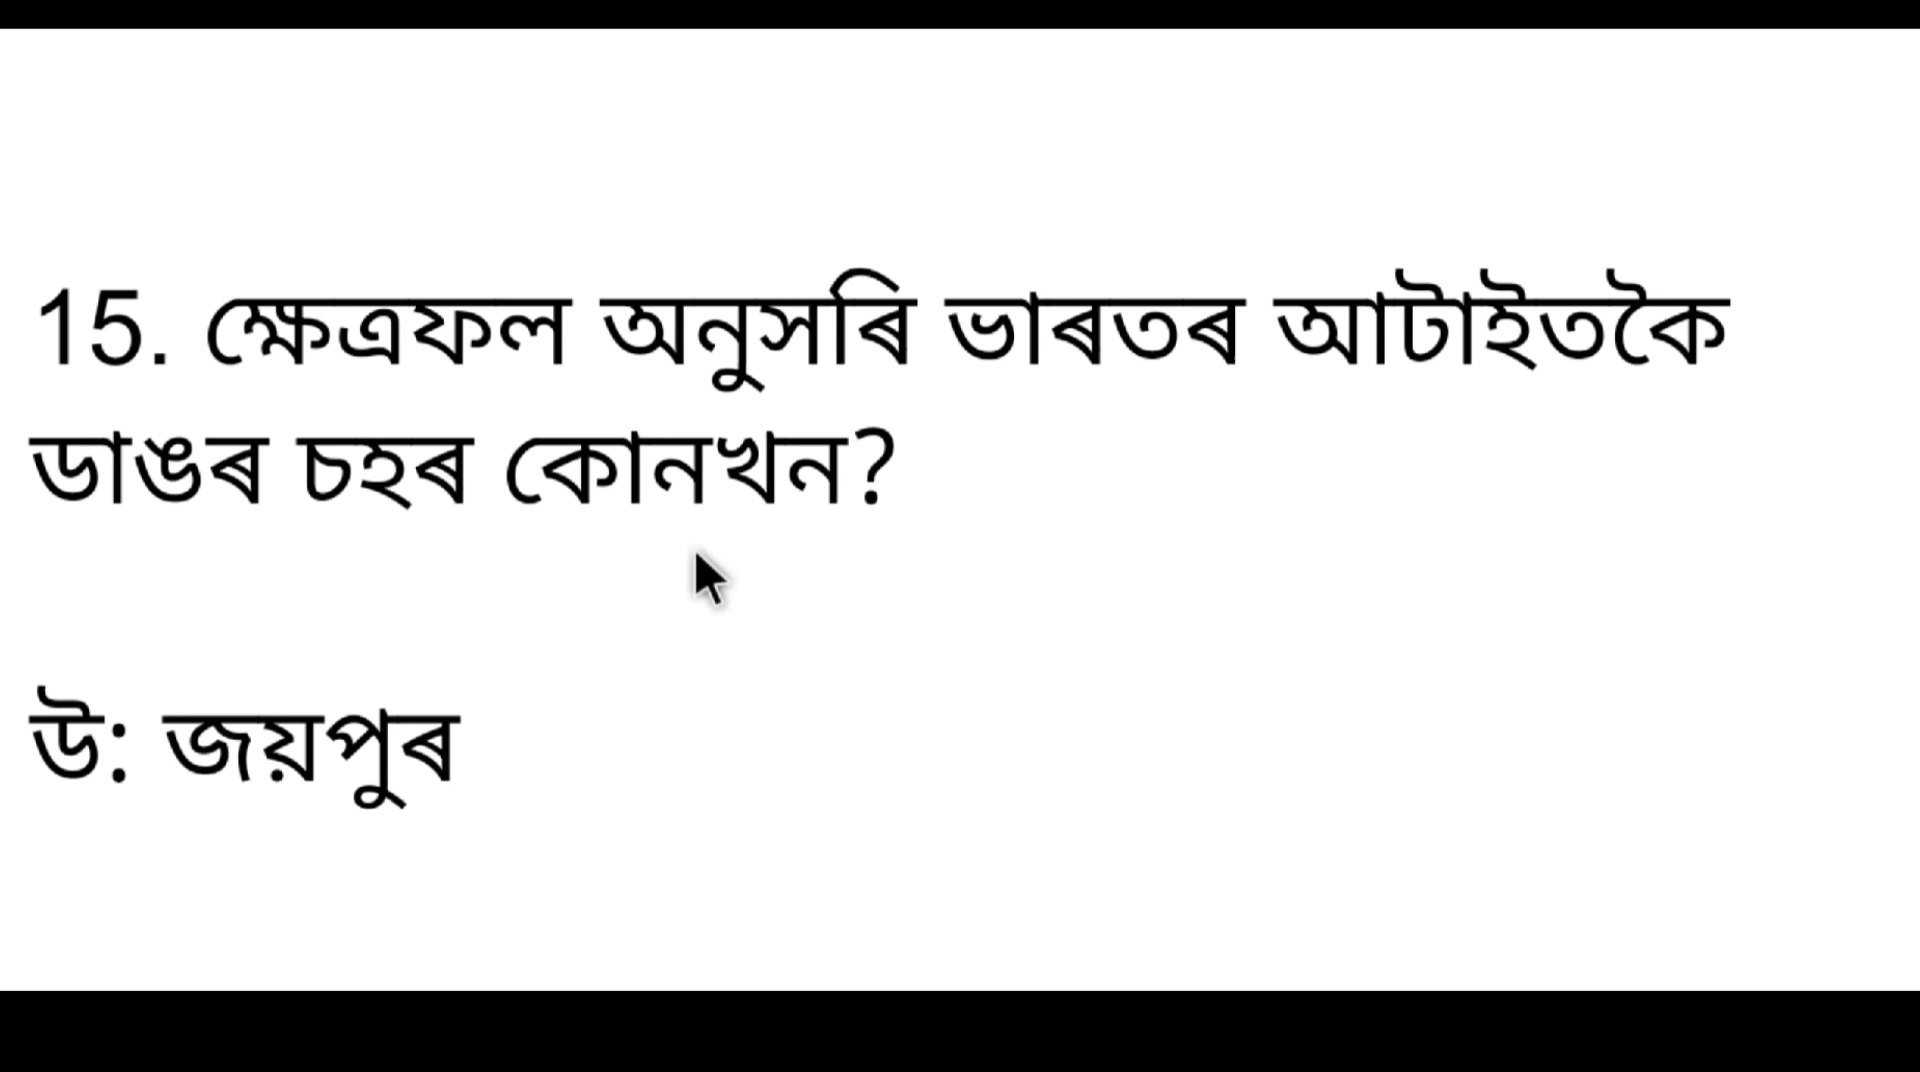 15. ক্ষেত্রফল অনুসৰি ভাৰতৰ আটাইতকৈ
ডাঙৰ চহৰ কোনখন?
উ: জয়পুৰ